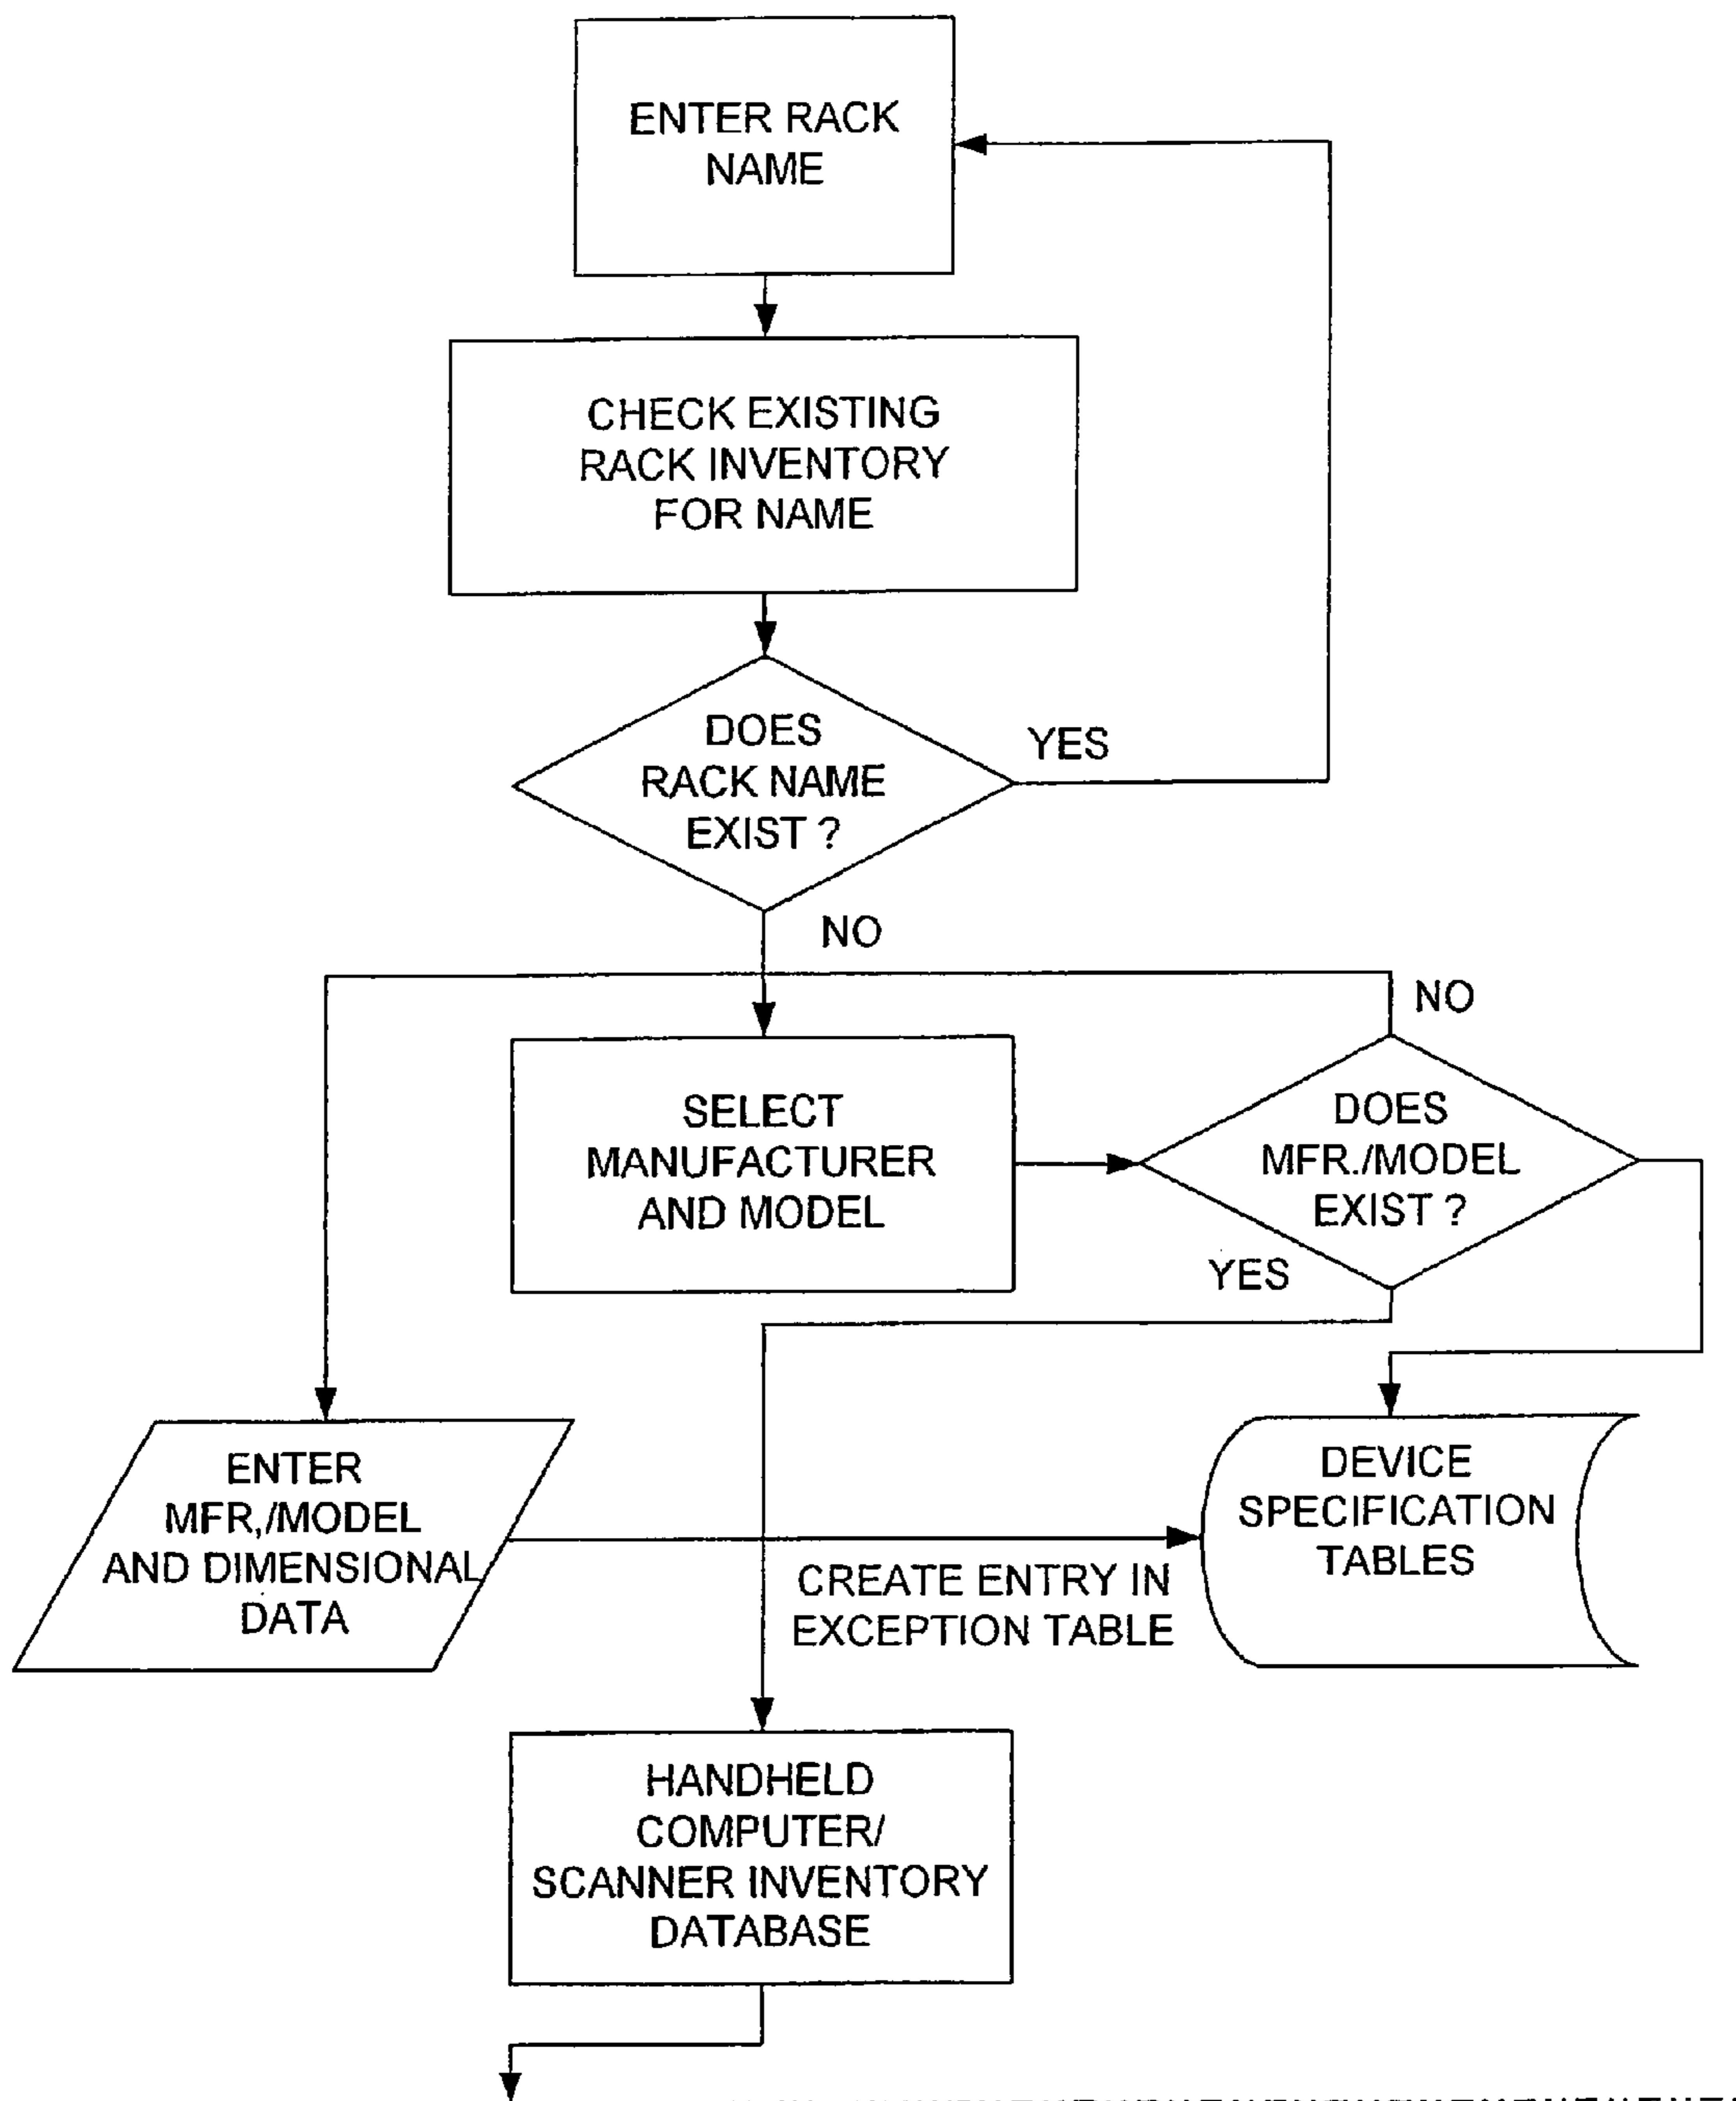 ENTER RACK
NAME
CHECK EXISTING
RACK INVENTORY
FOR NAME
DOES
RACK NAME
EXIST ?
YES
NO
NO
SELECT
MANUFACTURER
AND MODEL
DOES
MFR./MODEL
EXIST ?
YES
ENTER
MFR,/MODEL
AND DIMENSIONAL
DATA
DEVICE
SPECIFICATION
TABLES
CREATE ENTRY IN
EXCEPTION TABLE
HANDHELD
COMPUTER/
SCANNER INVENTORY
DATABASE